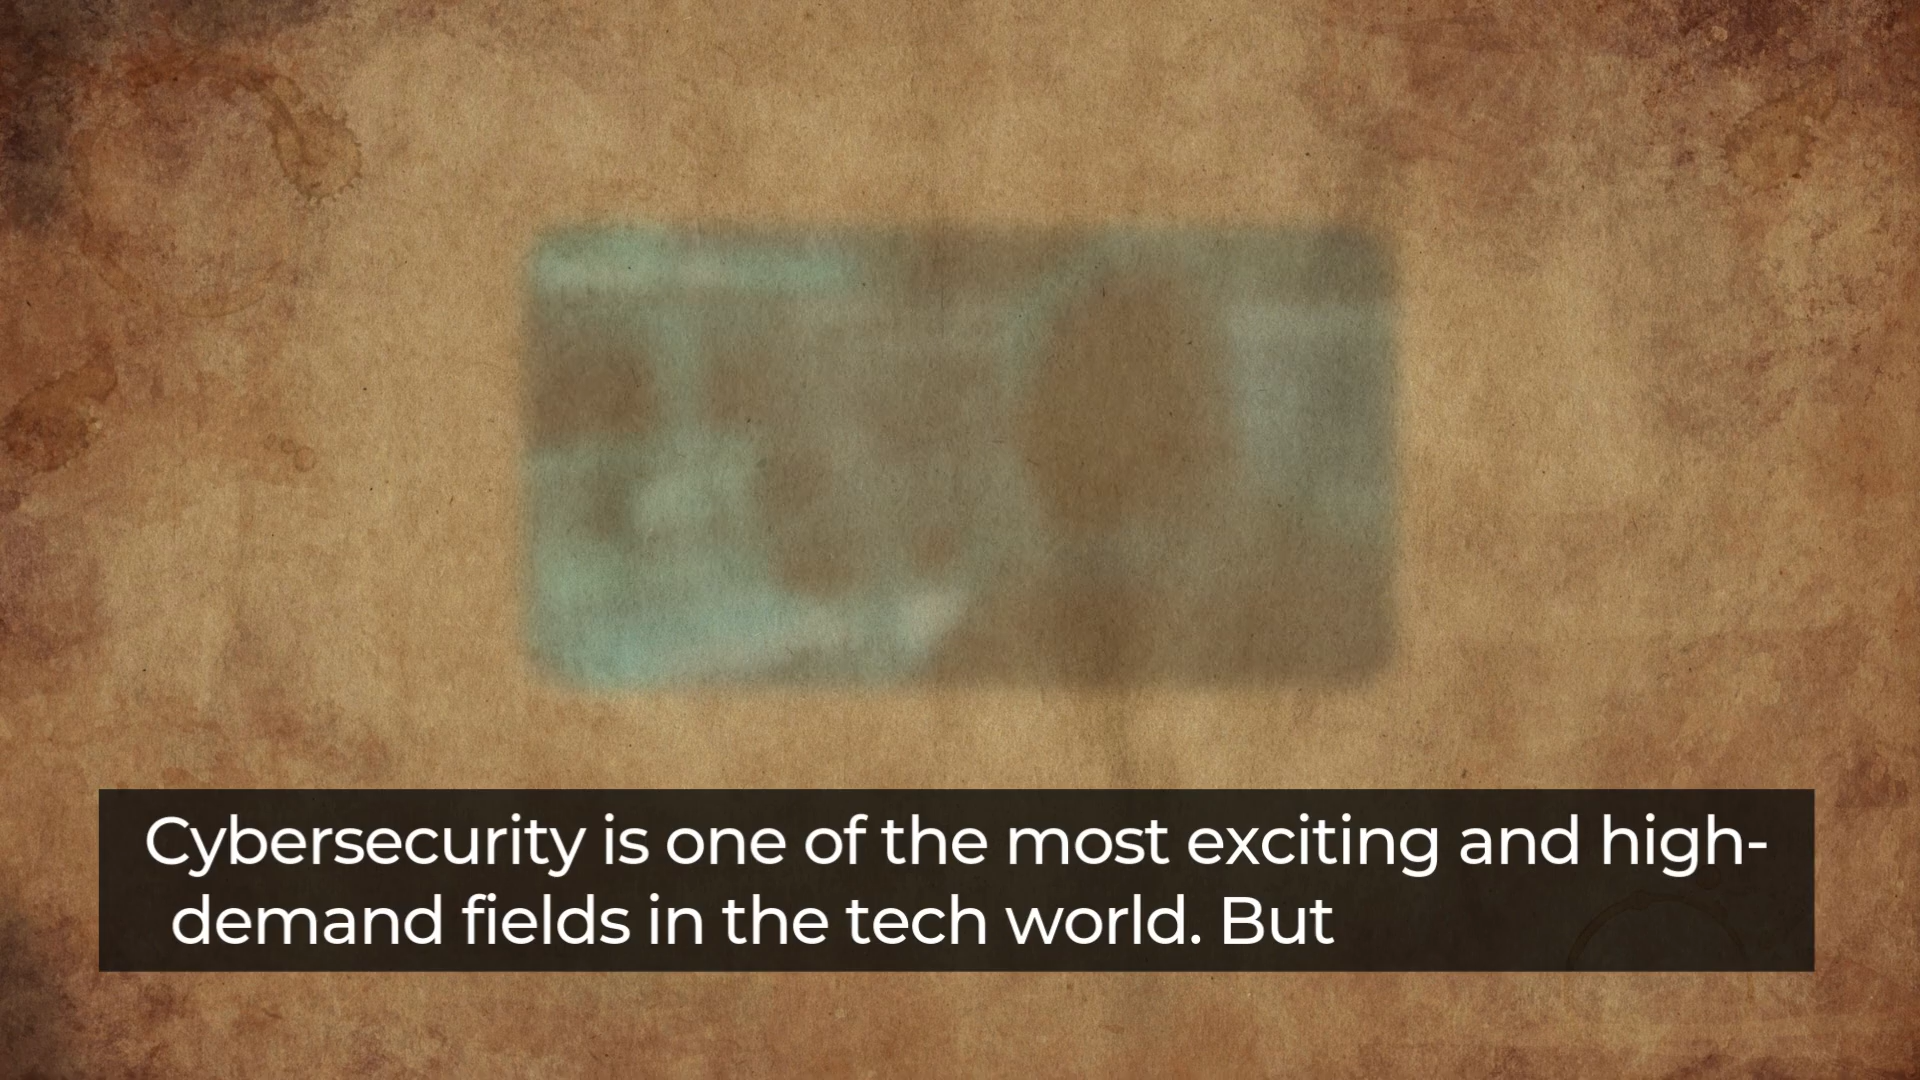 Cybersecurity is one of the most exciting and high-
demand fields in the tech world. But